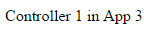 Controller 1 in App 3